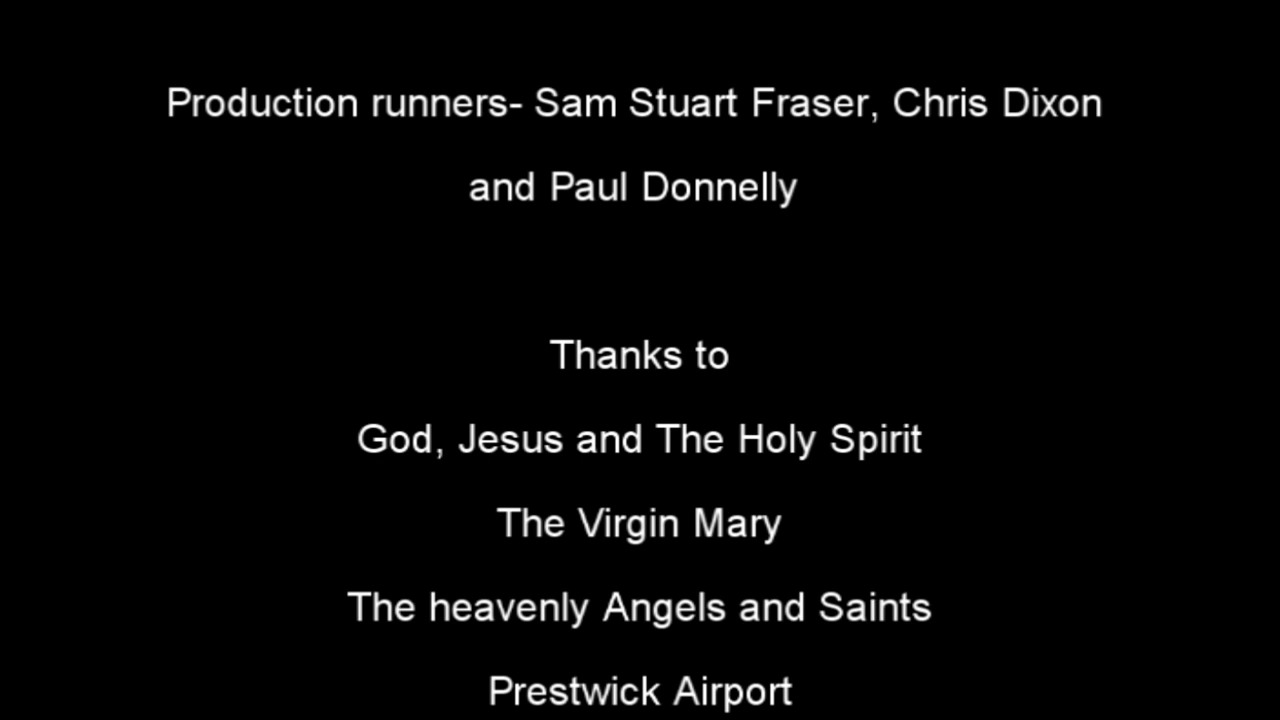 Production runners- Sam Stuart Fraser, Chris Dixon
and Paul Donnelly
Thanks to
God, Jesus and The Holy Spirit
The Virgin Mary
The heavenly Angels and Saints
Prestwick Airport